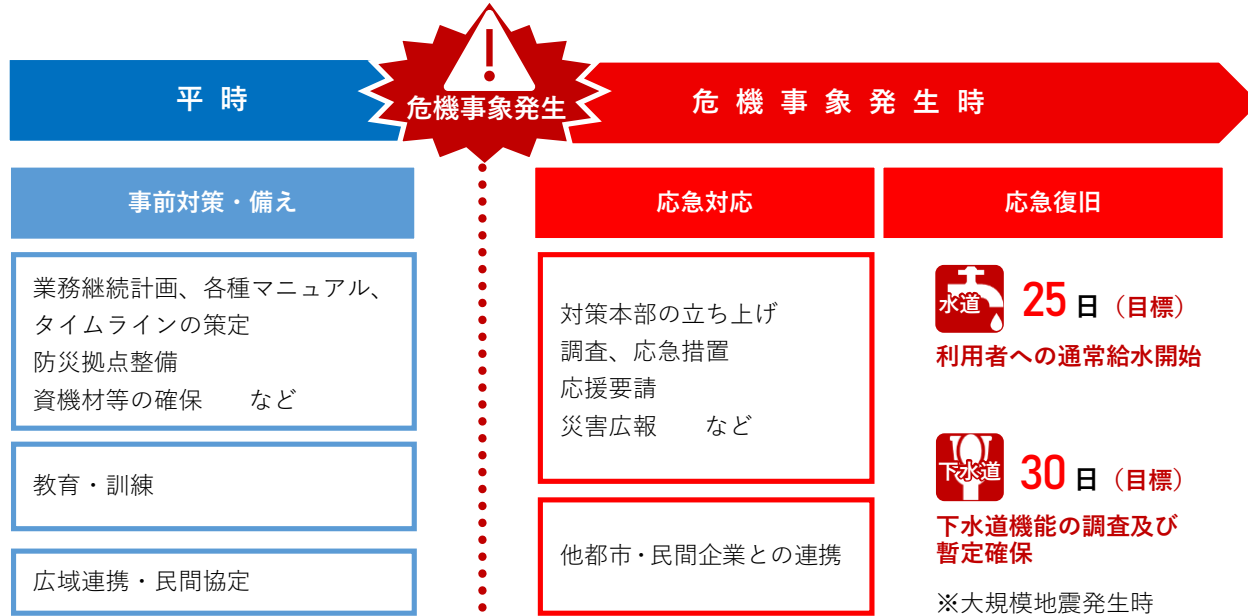 平時
危機事象発生
危機事象発生時
事前対策・備え
業務継続計画、各種マニュアル、
タイムラインの策定
防災拠点整備
資機材等の確保　　など
教育・訓練
広域連携・民間協定
応急対応
対策本部の立ち上げ
調査、応急措置
応援要請
災害広報　　など
他都市・民間企業との連携
応急復旧
水道 25日（目標）
利用者への通常給水開始
下水道 30日（目標）
下水道機能の調査及び
暫定確保
※大規模地震発生時